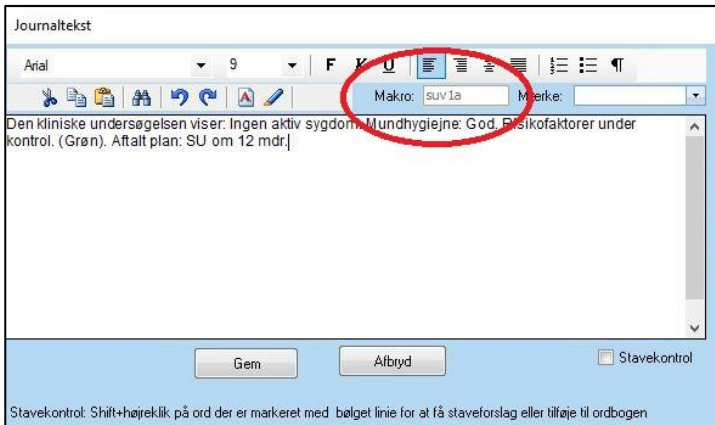 Journaltekst
Arial 9 F K U
Makro: suv1a Mærke:
Den kliniske undersøgelsen viser: Ingen aktiv sygdom. Mundhygiejne: God. Risikofaktorer under
kontrol. (Grøn). Aftalt plan: SU om 12 mdr.
Gem Afbryd Stavekontrol
Stavekontrol: Shift+højreklik på ord der er markeret med bølget linie for at få staveforslag eller tilføje til ordbogen